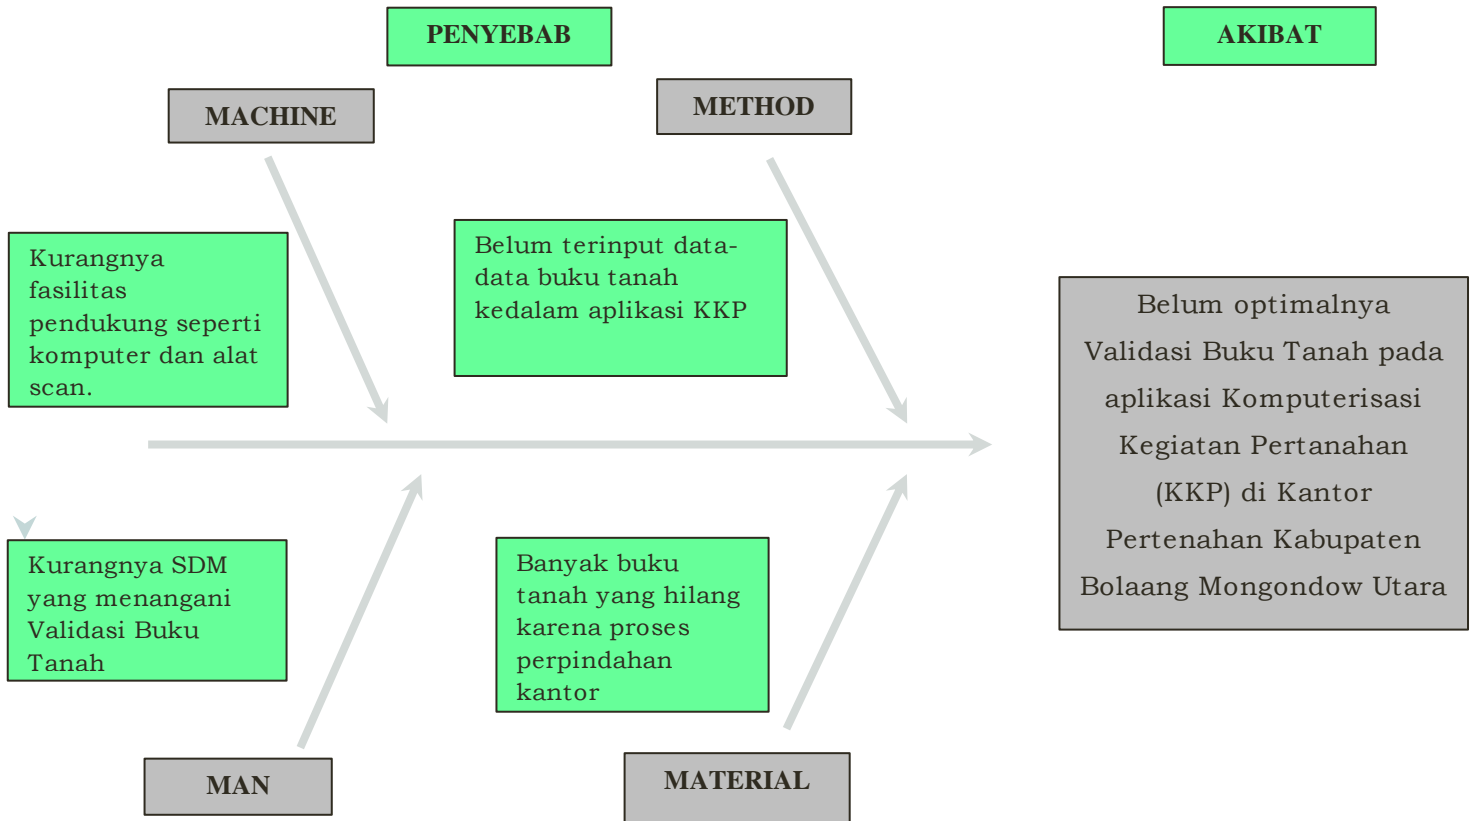 PENYEBAB
AKIBAT
MACHINE
METHOD
Kurangnya
fasilitas
pendukung seperti
komputer dan alat
scan.
Belum terinput data-
data buku tanah
kedalam aplikasi KKP
Belum optimalnya
Validasi Buku Tanah pada
aplikasi Komputerisasi
Kegiatan Pertanahan
(KKP) di Kantor
Pertenahan Kabupaten
Bolaang Mongondow Utara
Kurangnya SDM
yang menangani
Validasi Buku
Tanah
Banyak buku
tanah yang hilang
karena proses
perpindahan
kantor
MAN
MATERIAL